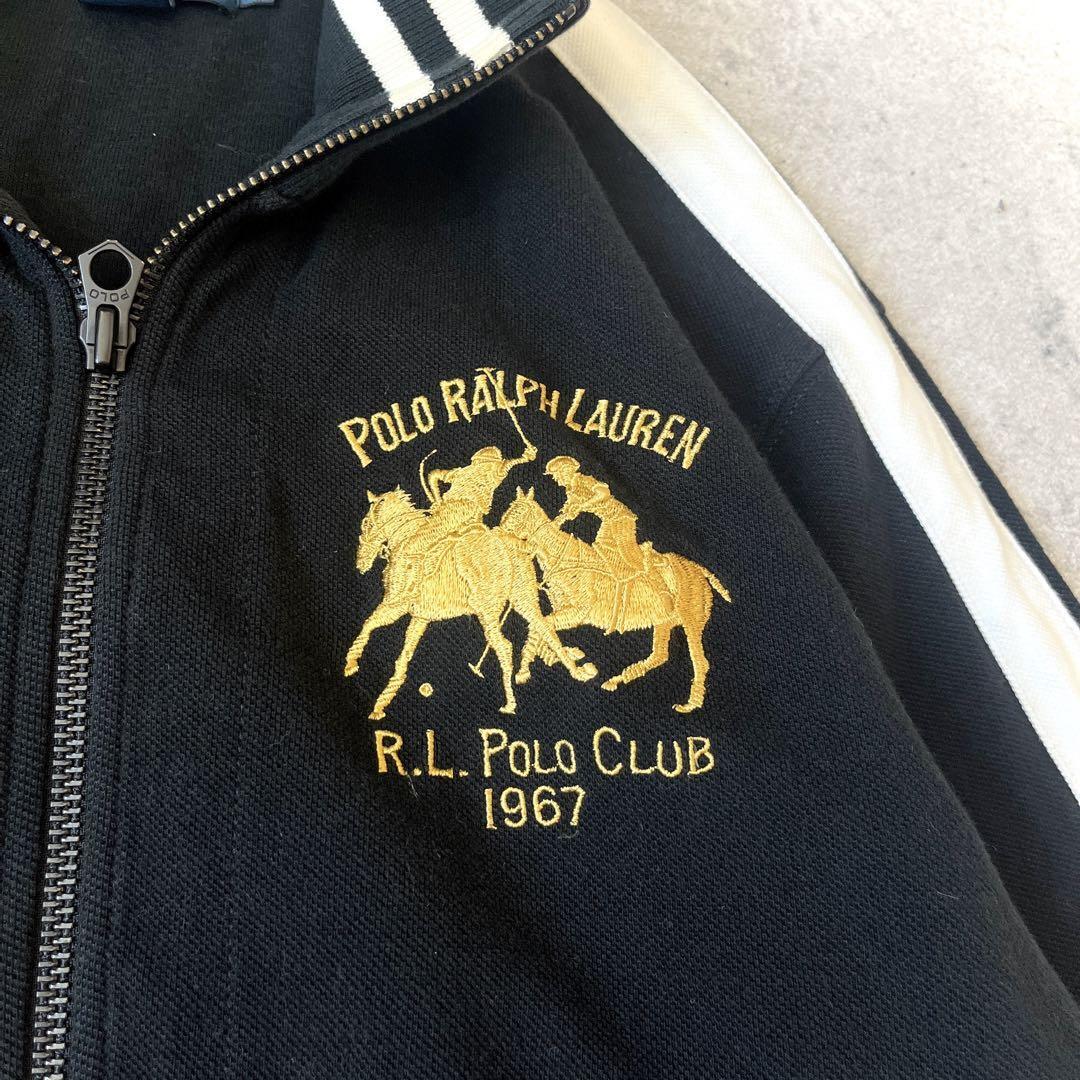 POLO
POLO RALPH LAUREN
R.L. POLO CLUB
1967